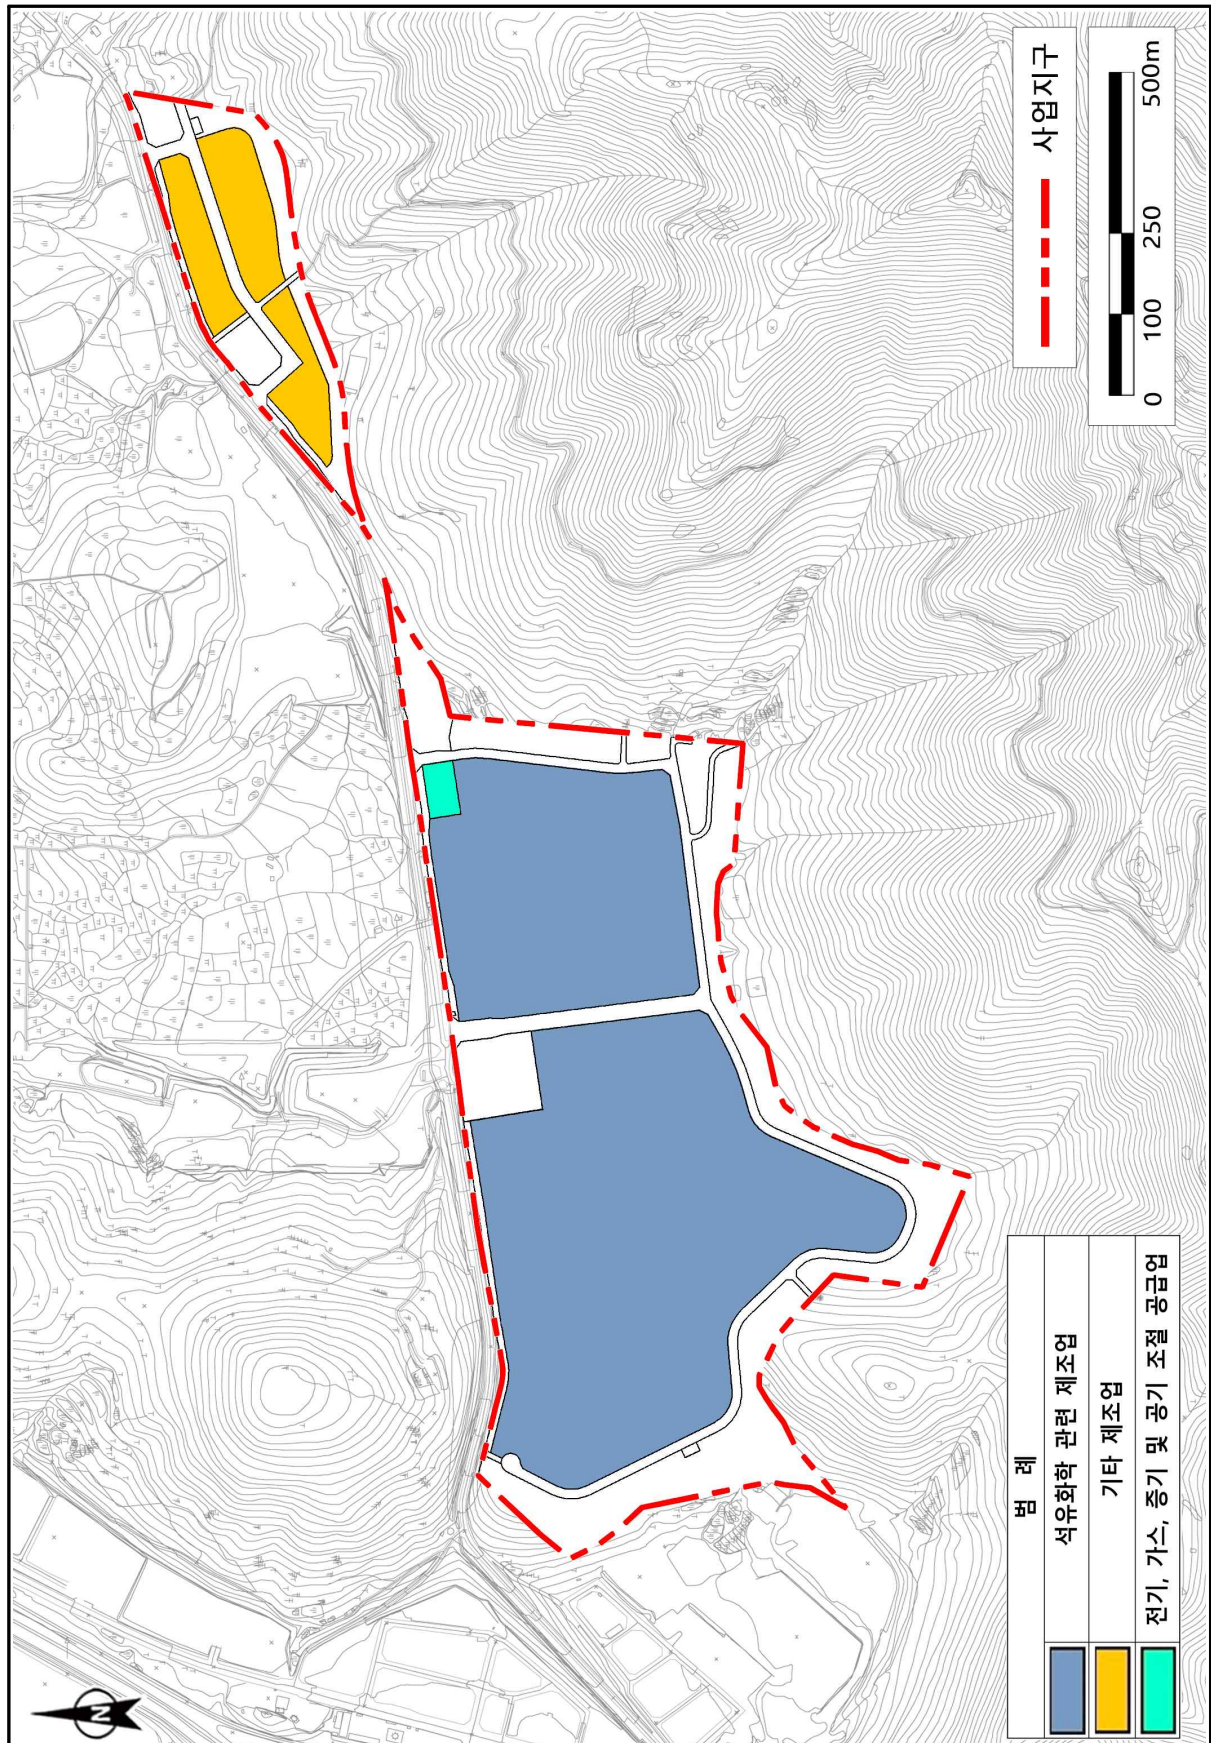 사업지구
0 100 250 500m
범 례
석유화학 관련 제조업
기타 제조업
전기, 가스, 증기 및 공기 조절 공급업
N